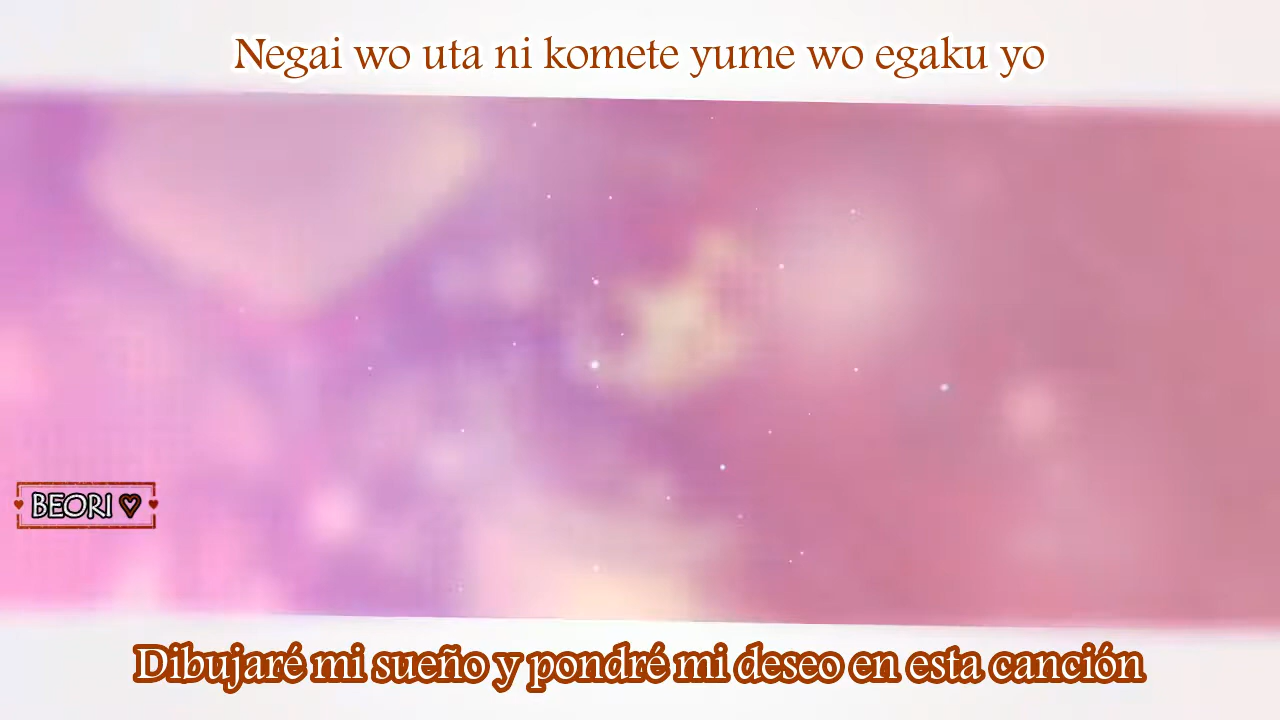 Negai wo uta ni komete yume wo egaku yo
BEORI ♡
Dibujaré mi sueño y pondré mi deseo en esta canción